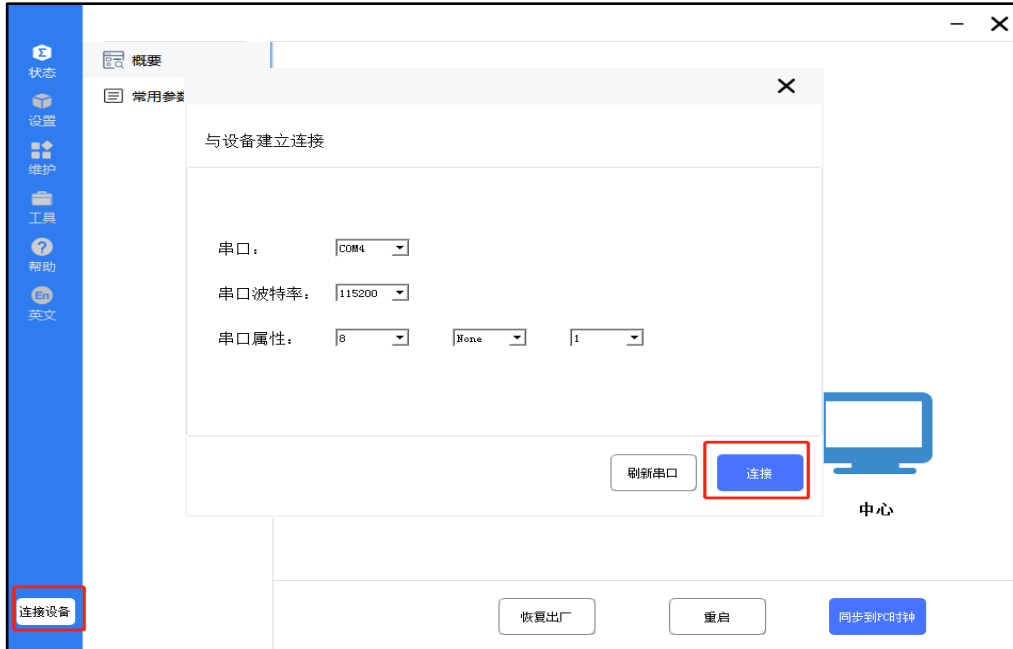 状态
设置
维护
工具
帮助
En
英文
连接设备
概要
常用参数
与设备建立连接
串口：
COM4
串口波特率：
115200
串口属性：
8
None
1
刷新串口
连接
中心
恢复出厂
重启
同步到PC时钟